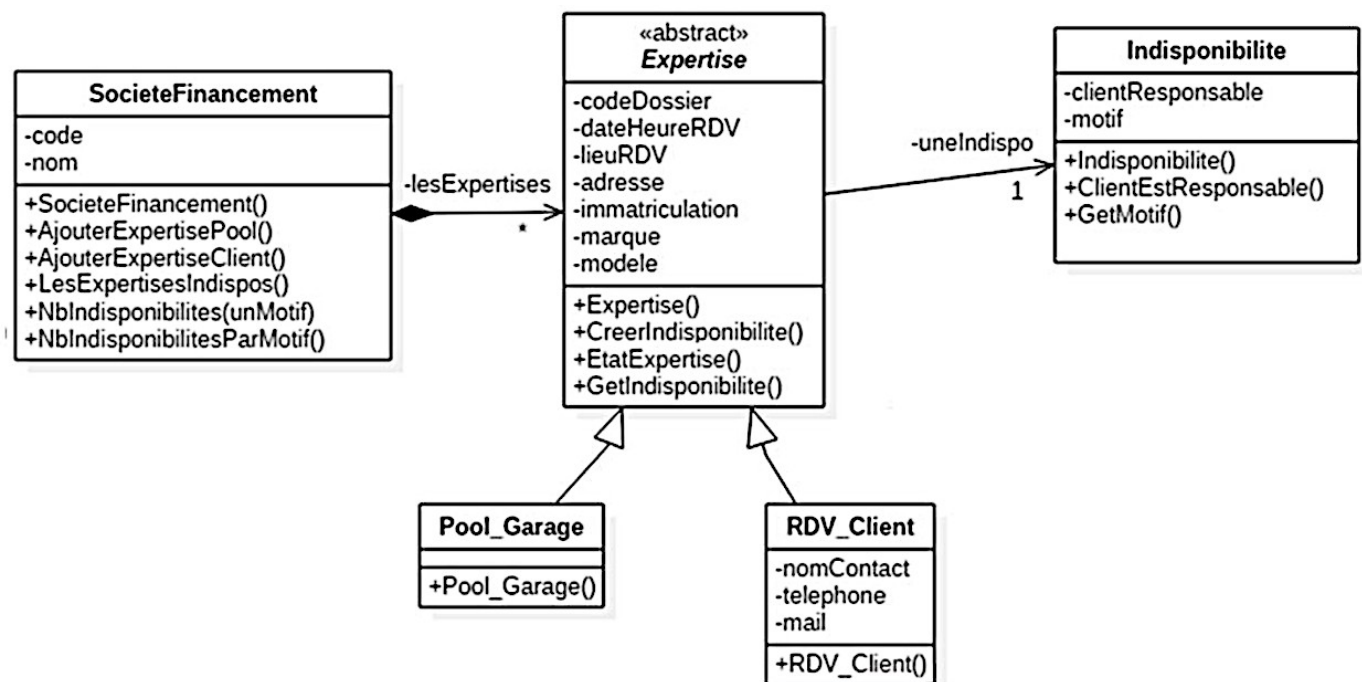 SocieteFinancement
-code
-nom
+SocieteFinancement()
+AjouterExpertisePool()
+AjouterExpertiseClient()
+LesExpertisesIndispos()
+NbIndisponibilites(unMotif)
+NbIndisponibilitesParMotif()
-lesExpertises
*
«abstract»
Expertise
-codeDossier
-dateHeureRDV
-lieuRDV
-adresse
-immatriculation
-marque
-modele
+Expertise()
+CreerIndisponibilite()
+EtatExpertise()
+GetIndisponibilite()
-uneIndispo
1
Indisponibilite
-clientResponsable
-motif
+Indisponibilite()
+ClientEstResponsable()
+GetMotif()
Pool_Garage
+Pool_Garage()
RDV_Client
-nomContact
-telephone
-mail
+RDV_Client()